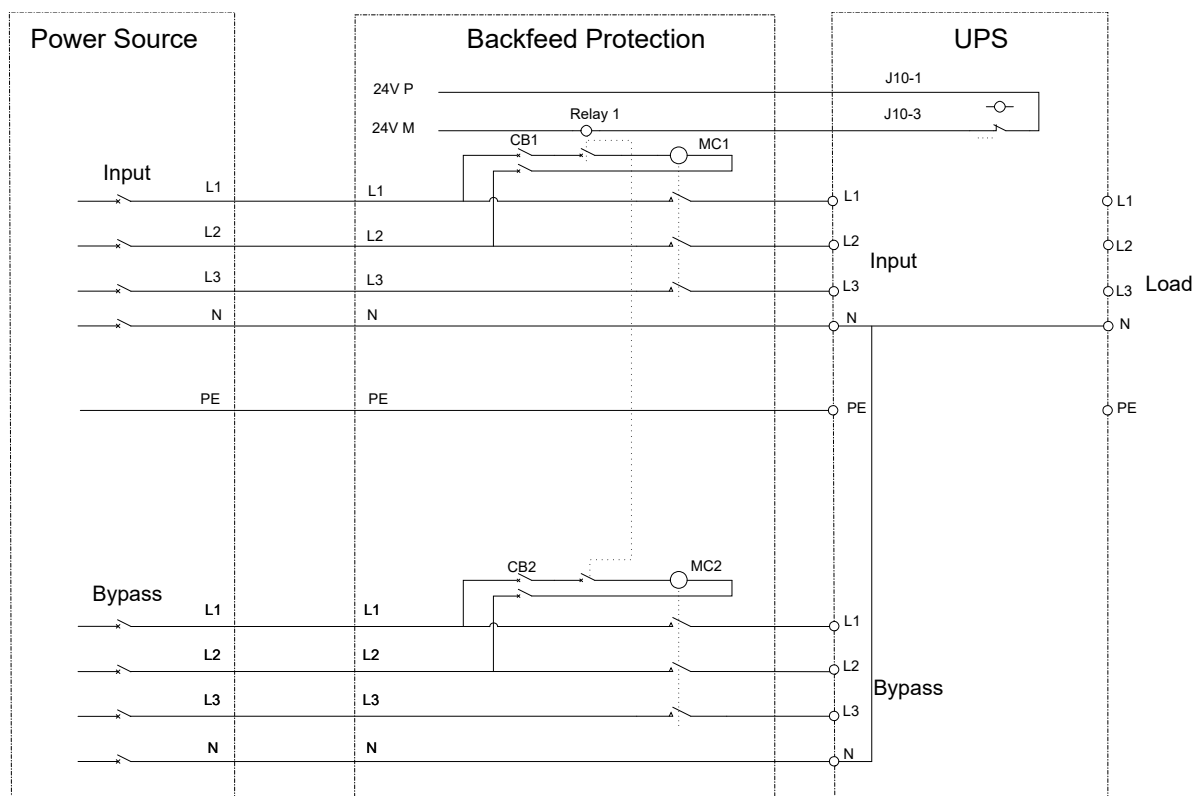 Power Source
Backfeed Protection
UPS
24V P
J10-1
24V M
Relay 1
J10-3
CB1
MC1
Input
L1
L1
L1
L1
L2
L2
L2
L2
Input
L3
L3
L3
L3
Load
N
N
N
N
PE
PE
PE
PE
CB2
MC2
Bypass
L1
L1
L1
L2
L2
L2
Bypass
L3
L3
L3
N
N
N